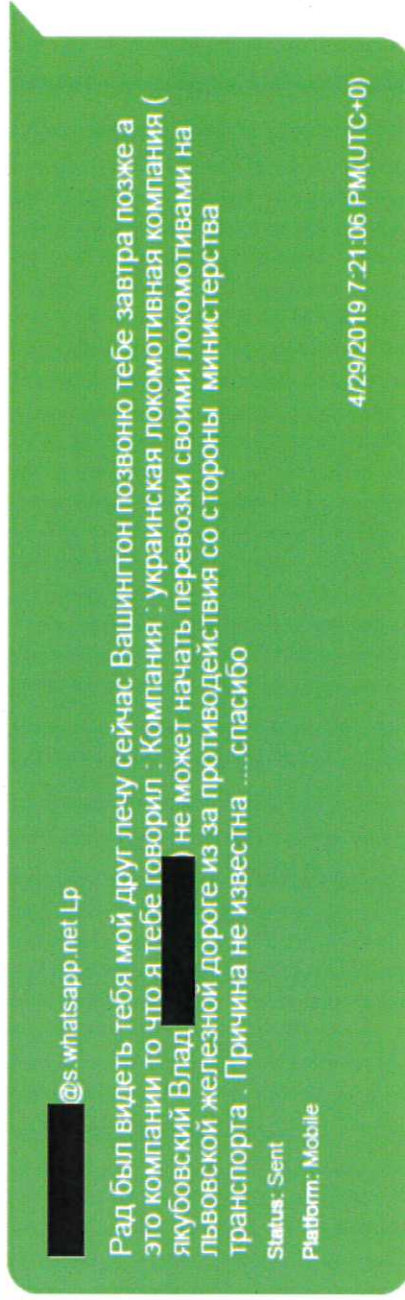 @s.whatsapp.net Lp
Рад был видеть тебя мой друг лечу сейчас Вашингтон позвоню тебе завтра позже а
это компании то что я тебе говорил : Компания : украинская локомотивная компания (
якубовский Влад ) не может начать перевозки своими локомотивами на
львовской железной дороге из за противодействия со стороны министерства
транспорта . Причина не известна ....спасибо
Status: Sent
Platform: Mobile
4/29/2019 7:21:06 PM(UTC+0)